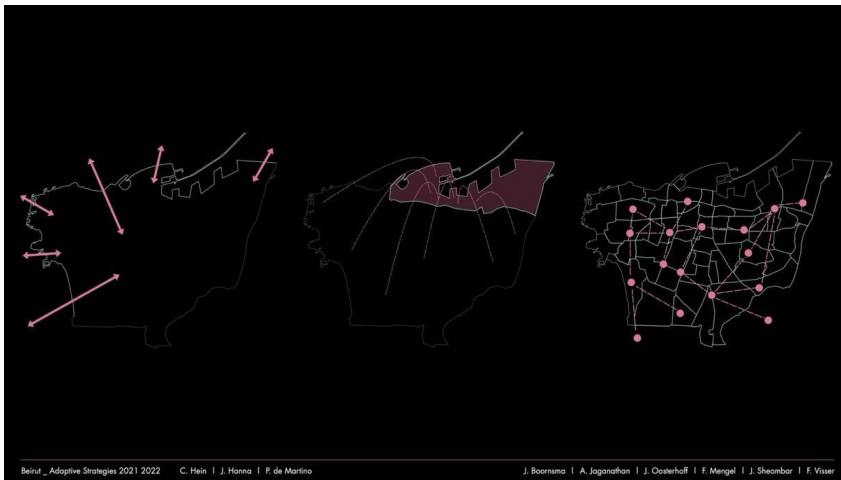 Beirut _ Adaptive Strategies 2021 2022 C. Hein | J. Hanna | P. de Martino J. Boornsma | A. Jaganathan | J. Oosterhoff | F. Mengel | J. Sheombar | F. Visser